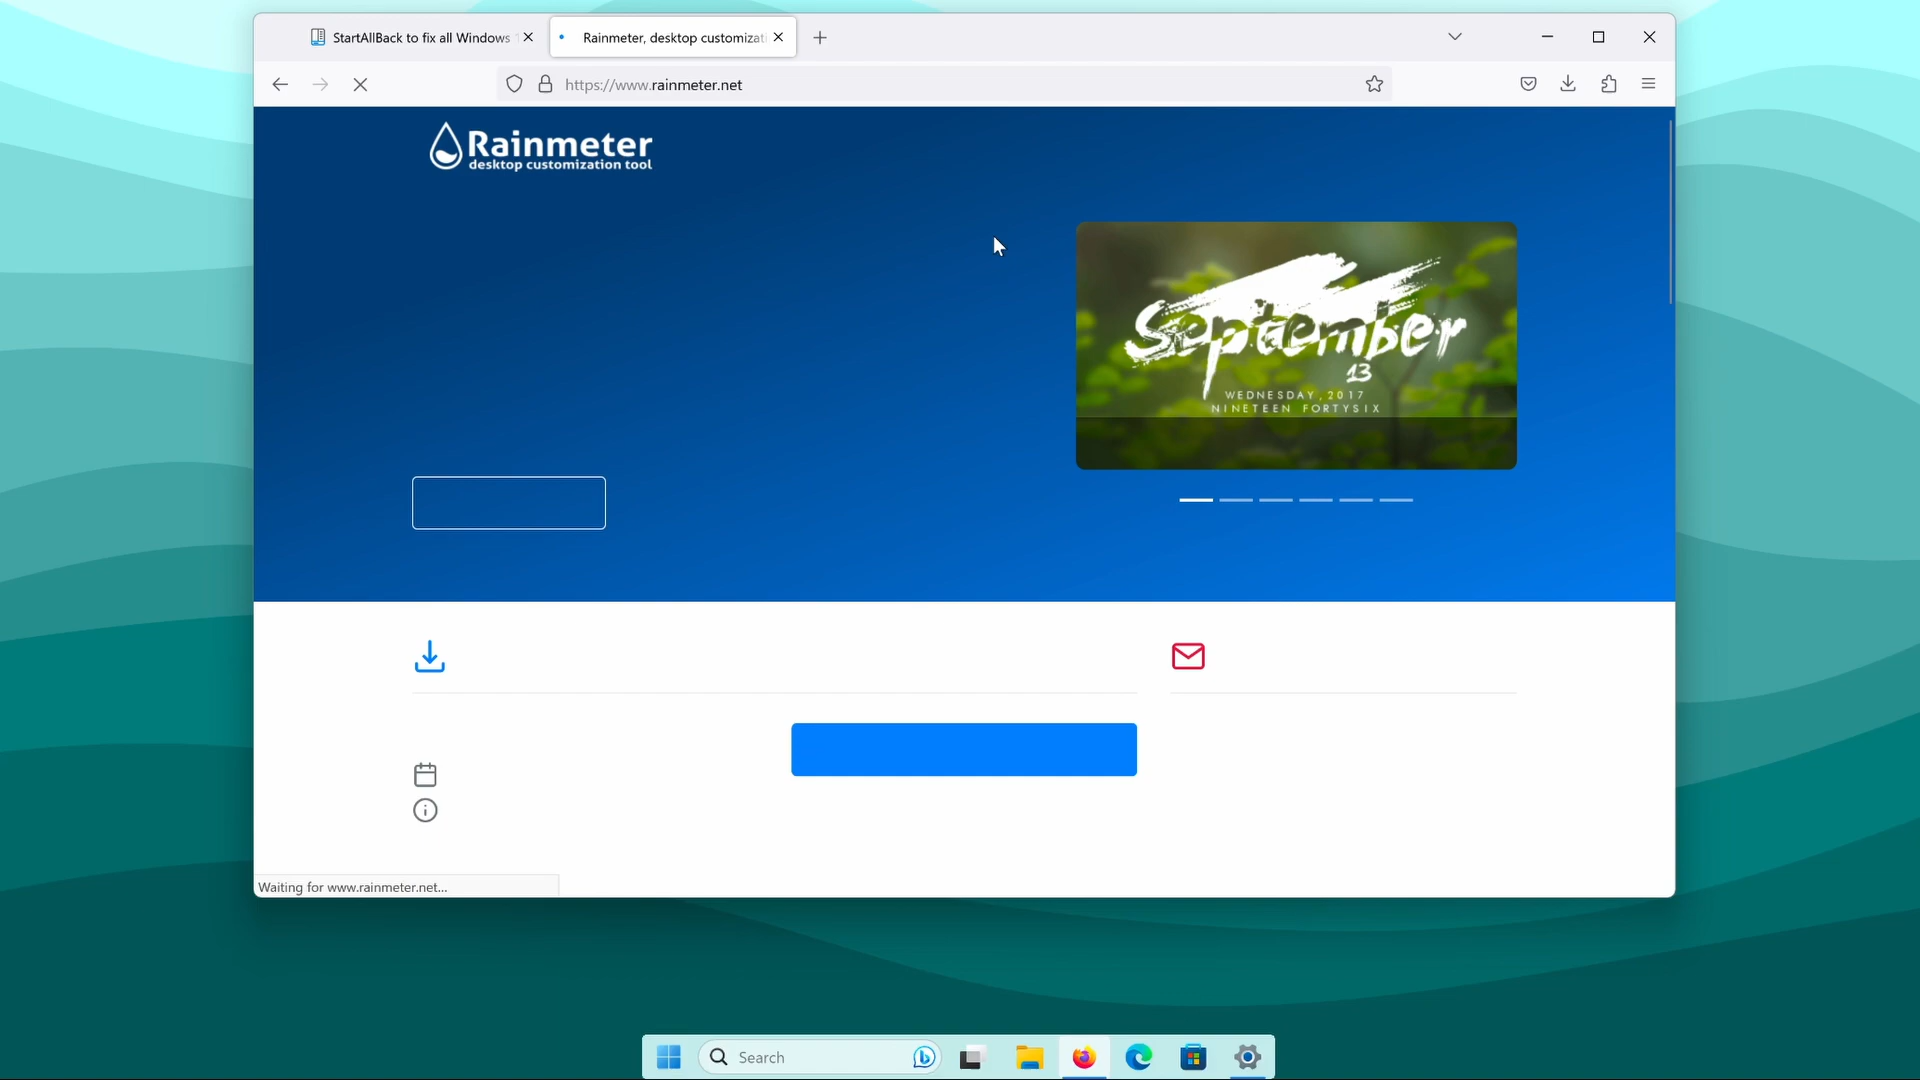 StartAllBack to fix all Windows
Rainmeter, desktop customizati
https://www.rainmeter.net
Rainmeter
desktop customization tool
September
13
WEDNESDAY, 2017
NINETEEN FORTYSIX
Waiting for www.rainmeter.net...
Search